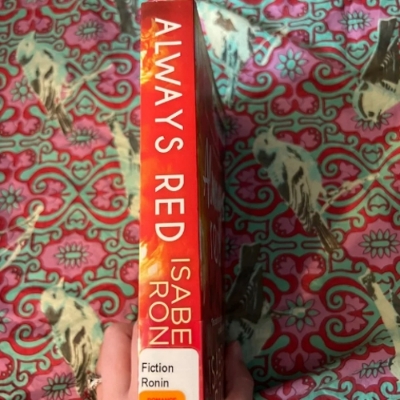 ALWAYS RED
ISABE
RON
Fiction
Ronin